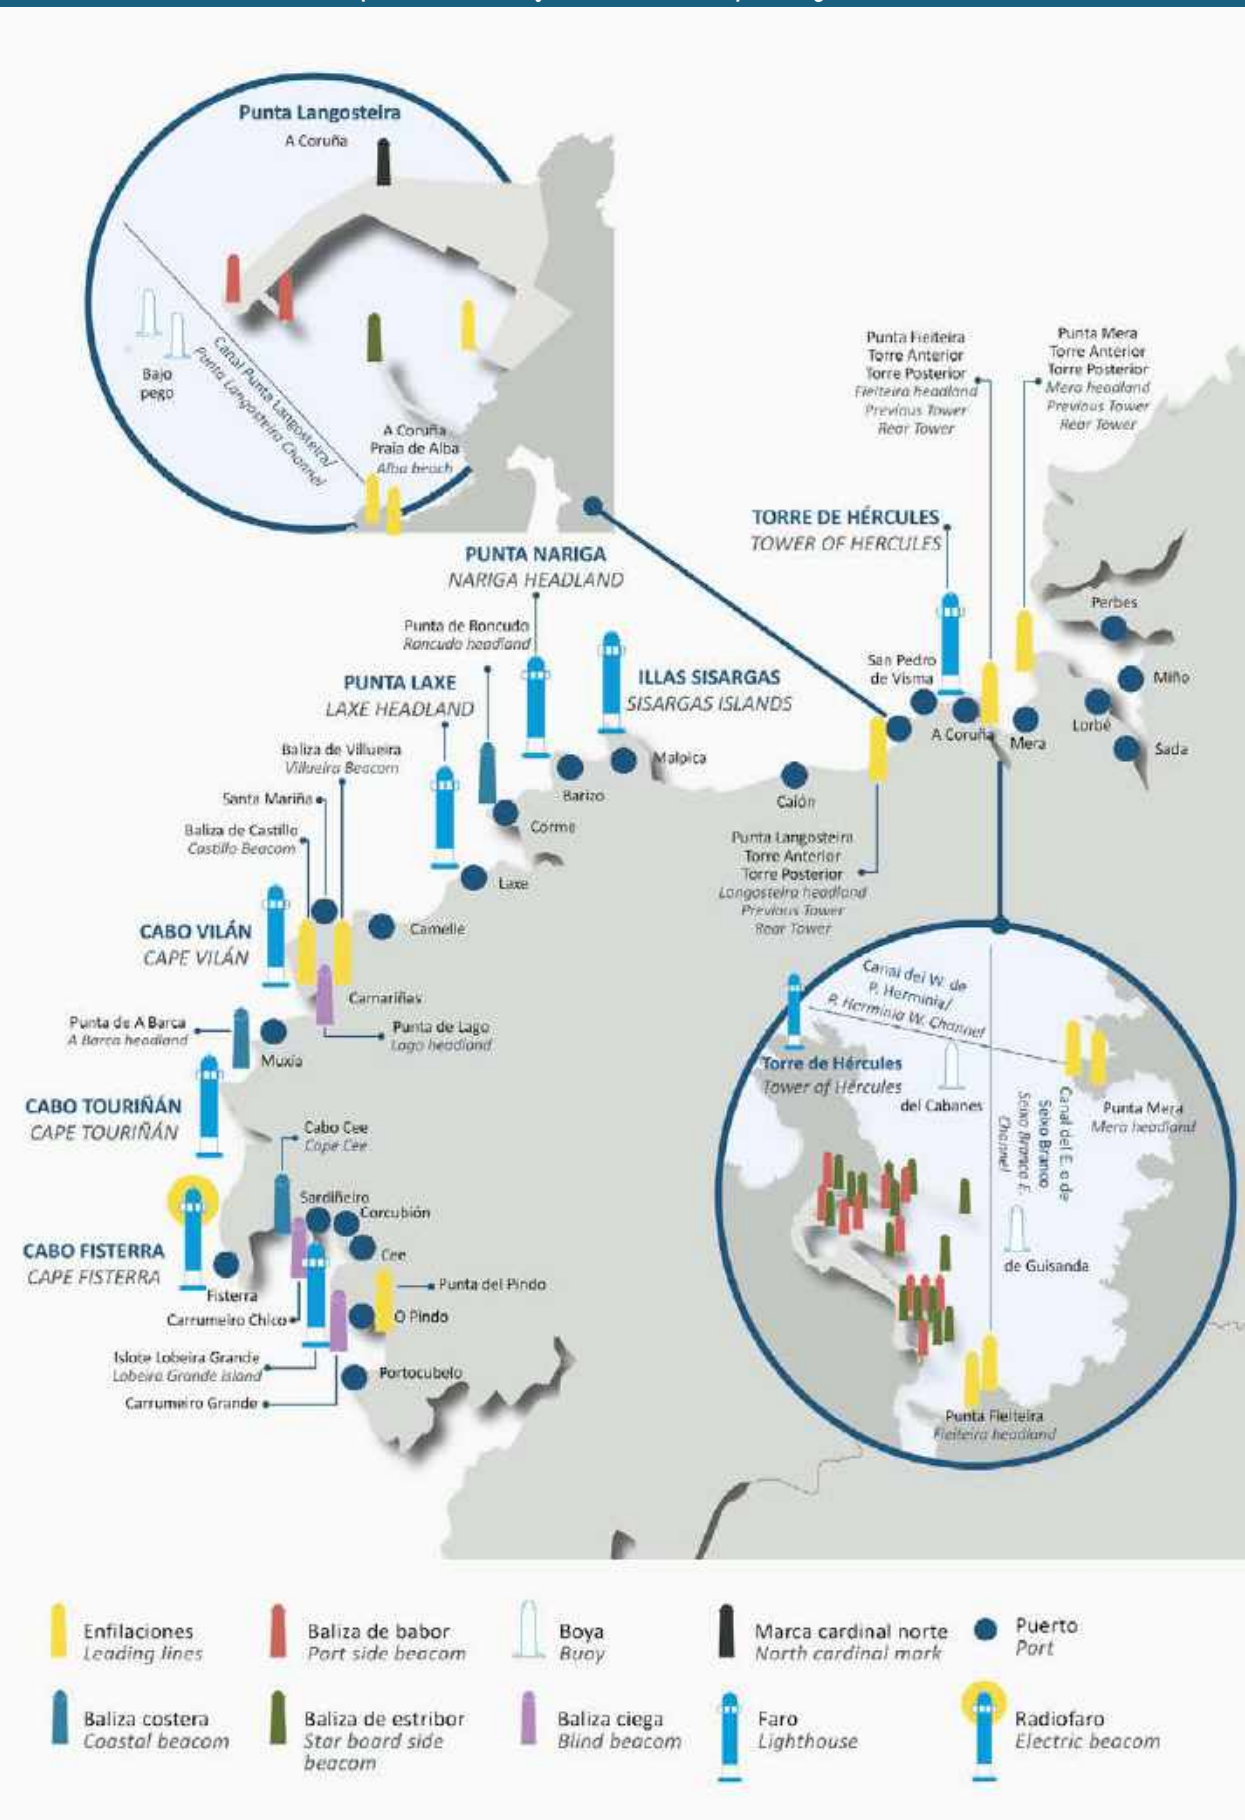 Punta Langosteira
A Coruña
Bajo
pego
Canal Punta Langosteira/
Punta Langosteira Channel
A Coruña
Praia de Alba
Alba beach
Punta Fieiteira
Torre Anterior
Torre Posterior
Fieiteira headland
Previous Tower
Rear Tower
Punta Mera
Torre Anterior
Torre Posterior
Mera headland
Previous Tower
Rear Tower
TORRE DE HÉRCULES
TOWER OF HERCULES
PUNTA NARIGA
NARIGA HEADLAND
Punta de Roncudo
Roncudo headland
ILLAS SISARGAS
SISARGAS ISLANDS
PUNTA LAXE
LAXE HEADLAND
Baliza de Villueira
Villueira Beacom
Santa Mariña
Baliza de Castillo
Castillo Beacom
Perbes
San Pedro
de Visma
Miño
Lorbé
A Coruña
Mera
Sada
Malpica
Barizo
Caión
Corme
Laxe
Punta Langosteira
Torre Anterior
Torre Posterior
Langosteira headland
Previous Tower
Rear Tower
CABO VILÁN
CAPE VILÁN
Camelle
Camariñas
Punta de A Barca
A Barca headland
Punta de Lago
Lago headland
Muxia
CABO TOURIÑÁN
CAPE TOURIÑÁN
Cabo Cee
Cape Cee
Sardiñeiro
Corcubión
Cee
CABO FISTERRA
CAPE FISTERRA
Fisterra
Punta del Pindo
Carrumeiro Chico
O Pindo
Islote Lobeira Grande
Lobeira Grande island
Portocubelo
Carrumeiro Grande
Canal del W. de
P. Herminia/
P. Herminia W. Channel
Torre de Hércules
Tower of Hércules
del Cabanes
Canal del E. o de
Seixo Branco
Seixo Branco E.
Channel
Punta Mera
Mera headland
de Guisanda
Punta Fieiteira
Fieiteira headland
Enfilaciones
Leading lines
Baliza de babor
Port side beacom
Boya
Buoy
Marca cardinal norte
North cardinal mark
Puerto
Port
Baliza costera
Coastal beacom
Baliza de estribor
Star board side
beacom
Baliza ciega
Blind beacom
Faro
Lighthouse
Radiofaro
Electric beacom